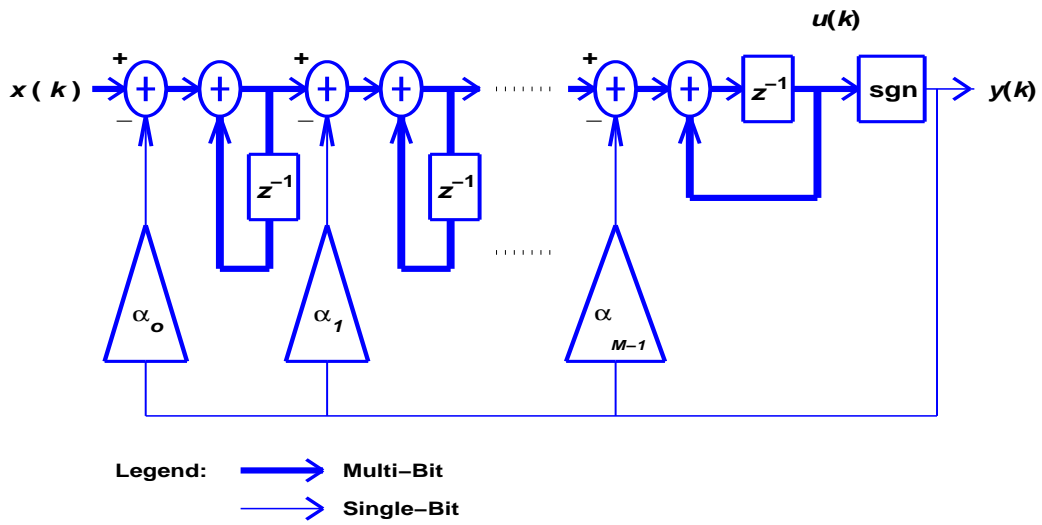 u(k)
x(k) + + + + + + + z⁻¹ sgn y(k)
− − −
z⁻¹ z⁻¹
+ + +
α₀ α₁ α M−1
Legend: Multi−Bit
Single−Bit